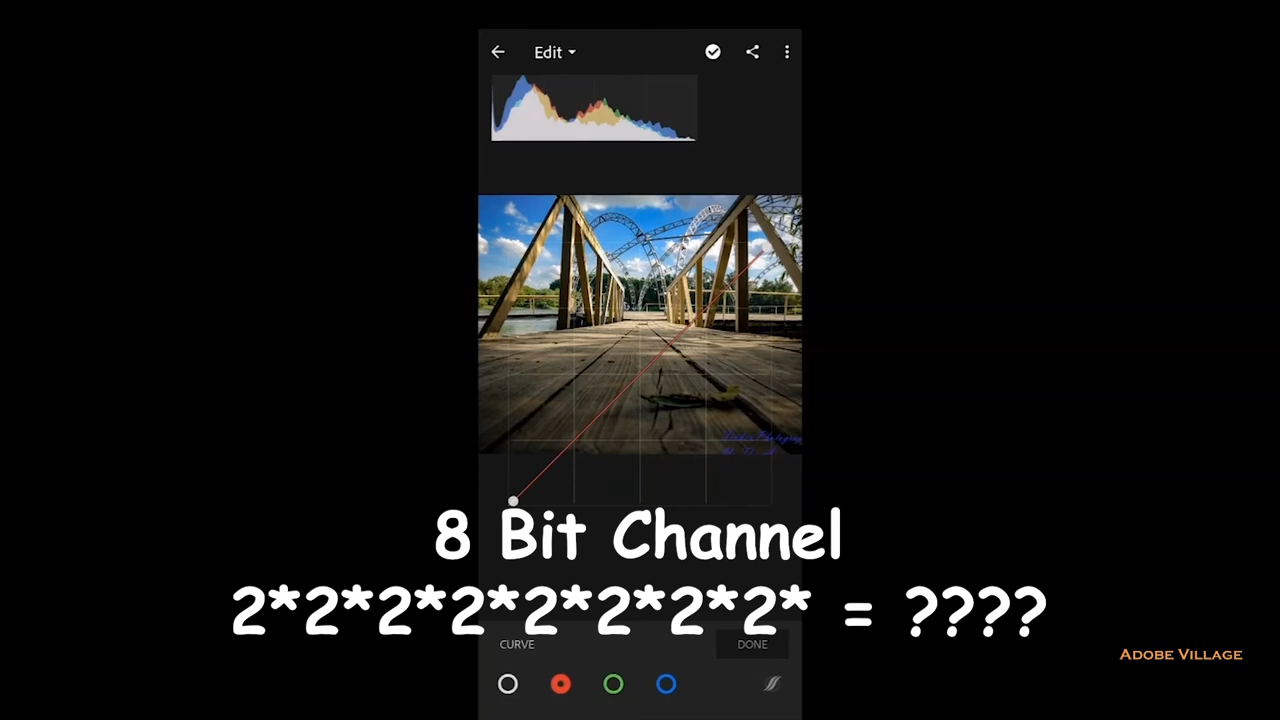 Edit
8 Bit Channel
2*2*2*2*2*2*2*2* = ????
CURVE
DONE
ADOBE VILLAGE